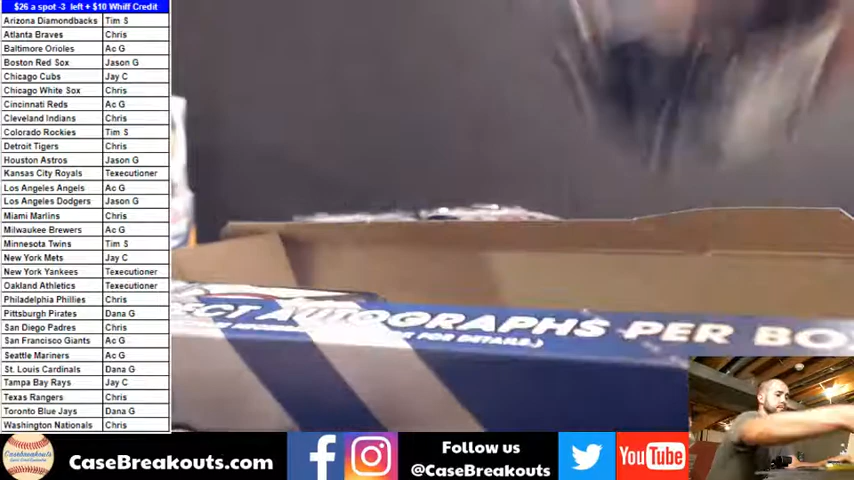 $26 a spot -3 left + $10 Whiff Credit
Arizona Diamondbacks Tim S
Atlanta Braves Chris
Baltimore Orioles Ac G
Boston Red Sox Jason G
Chicago Cubs Jay C
Chicago White Sox Chris
Cincinnati Reds Ac G
Cleveland Indians Chris
Colorado Rockies Tim S
Detroit Tigers Chris
Houston Astros Jason G
Kansas City Royals Texecutioner
Los Angeles Angels Ac G
Los Angeles Dodgers Jason G
Miami Marlins Chris
Milwaukee Brewers Ac G
Minnesota Twins Tim S
New York Mets Jay C
New York Yankees Texecutioner
Oakland Athletics Texecutioner
Philadelphia Phillies Chris
Pittsburgh Pirates Dana G
San Diego Padres Chris
San Francisco Giants Ac G
Seattle Mariners Ac G
St. Louis Cardinals Dana G
Tampa Bay Rays Jay C
Texas Rangers Chris
Toronto Blue Jays Dana G
Washington Nationals Chris
AUTOGRAPHS PER BO
FOR DETAILS.)
CaseBreakouts.com
Follow us
@CaseBreakouts
YouTube